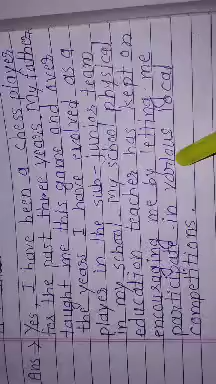 Ans → Yes, I have been a chess player
for the past three years. My father
taught me this game and over
the years I have evolved as a
player in the sub-junior team
in my school. My school physical
education teacher has kept on
encouraging me by letting me
participate in various local
competitions.